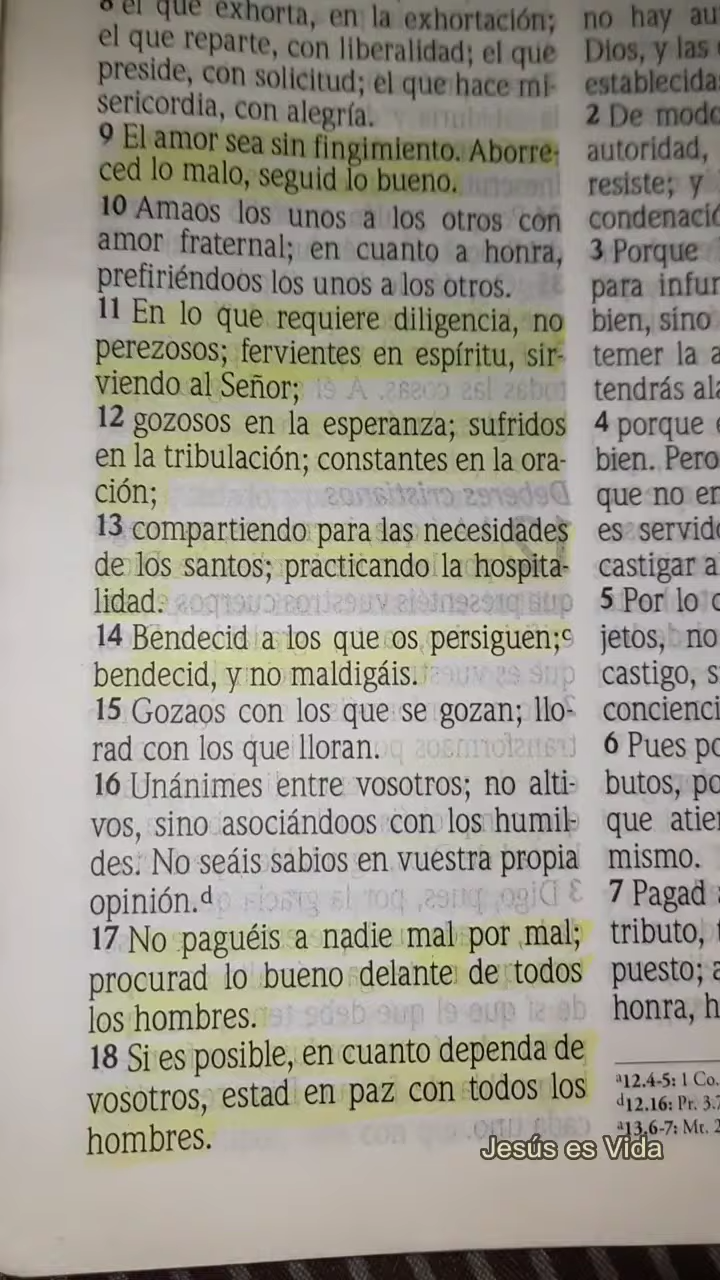 8 el que exhorta, en la exhortación;
el que reparte, con liberalidad; el que
preside, con solicitud; el que hace mi-
sericordia, con alegría.
9 El amor sea sin fingimiento. Aborre-
ced lo malo, seguid lo bueno.
10 Amaos los unos a los otros con
amor fraternal; en cuanto a honra,
prefiriéndoos los unos a los otros.
11 En lo que requiere diligencia, no
perezosos; fervientes en espíritu, sir-
viendo al Señor;
12 gozosos en la esperanza; sufridos
en la tribulación; constantes en la ora-
ción;
13 compartiendo para las necesidades
de los santos; practicando la hospita-
lidad.
14 Bendecid a los que os persiguen;c
bendecid, y no maldigáis.
15 Gozaos con los que se gozan; llo-
rad con los que lloran.
16 Unánimes entre vosotros; no alti-
vos, sino asociándoos con los humil-
des. No seáis sabios en vuestra propia
opinión.d
17 No paguéis a nadie mal por mal;
procurad lo bueno delante de todos
los hombres.
18 Si es posible, en cuanto dependa de
vosotros, estad en paz con todos los
hombres.
no hay
Dios, y las
2 De
autoridad,
resiste; y
3 Porque
para
bien, sino
temer la
tendrás
4 porque
bien. Pero
que no
es
castigar a
5 Por lo
jetos, no
castigo,
6 Pues
butos,
que
mismo.
7 Pagad
tributo,
puesto;
honra,
a12.4-5: 1 Co.
d12.16: Pr.
a13.6-7: Mt.
Jesús es Vida